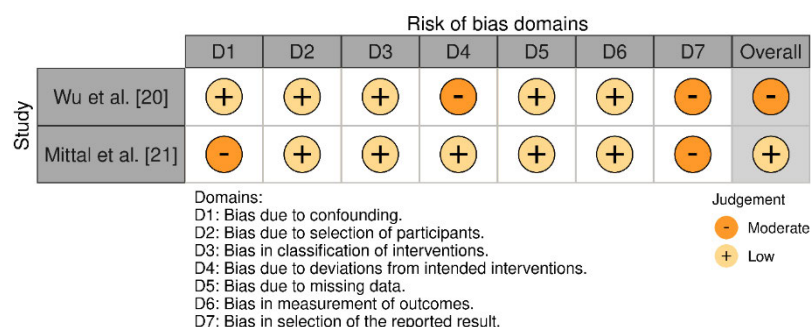 Risk of bias domains
D1 D2 D3 D4 D5 D6 D7 Overall
Study
Wu et al. [20] + + + - + + - -
Mittal et al. [21] - + + + + + - +
Domains:
D1: Bias due to confounding.
D2: Bias due to selection of participants.
D3: Bias in classification of interventions.
D4: Bias due to deviations from intended interventions.
D5: Bias due to missing data.
D6: Bias in measurement of outcomes.
D7: Bias in selection of the reported result.
Judgement
- Moderate
+ Low